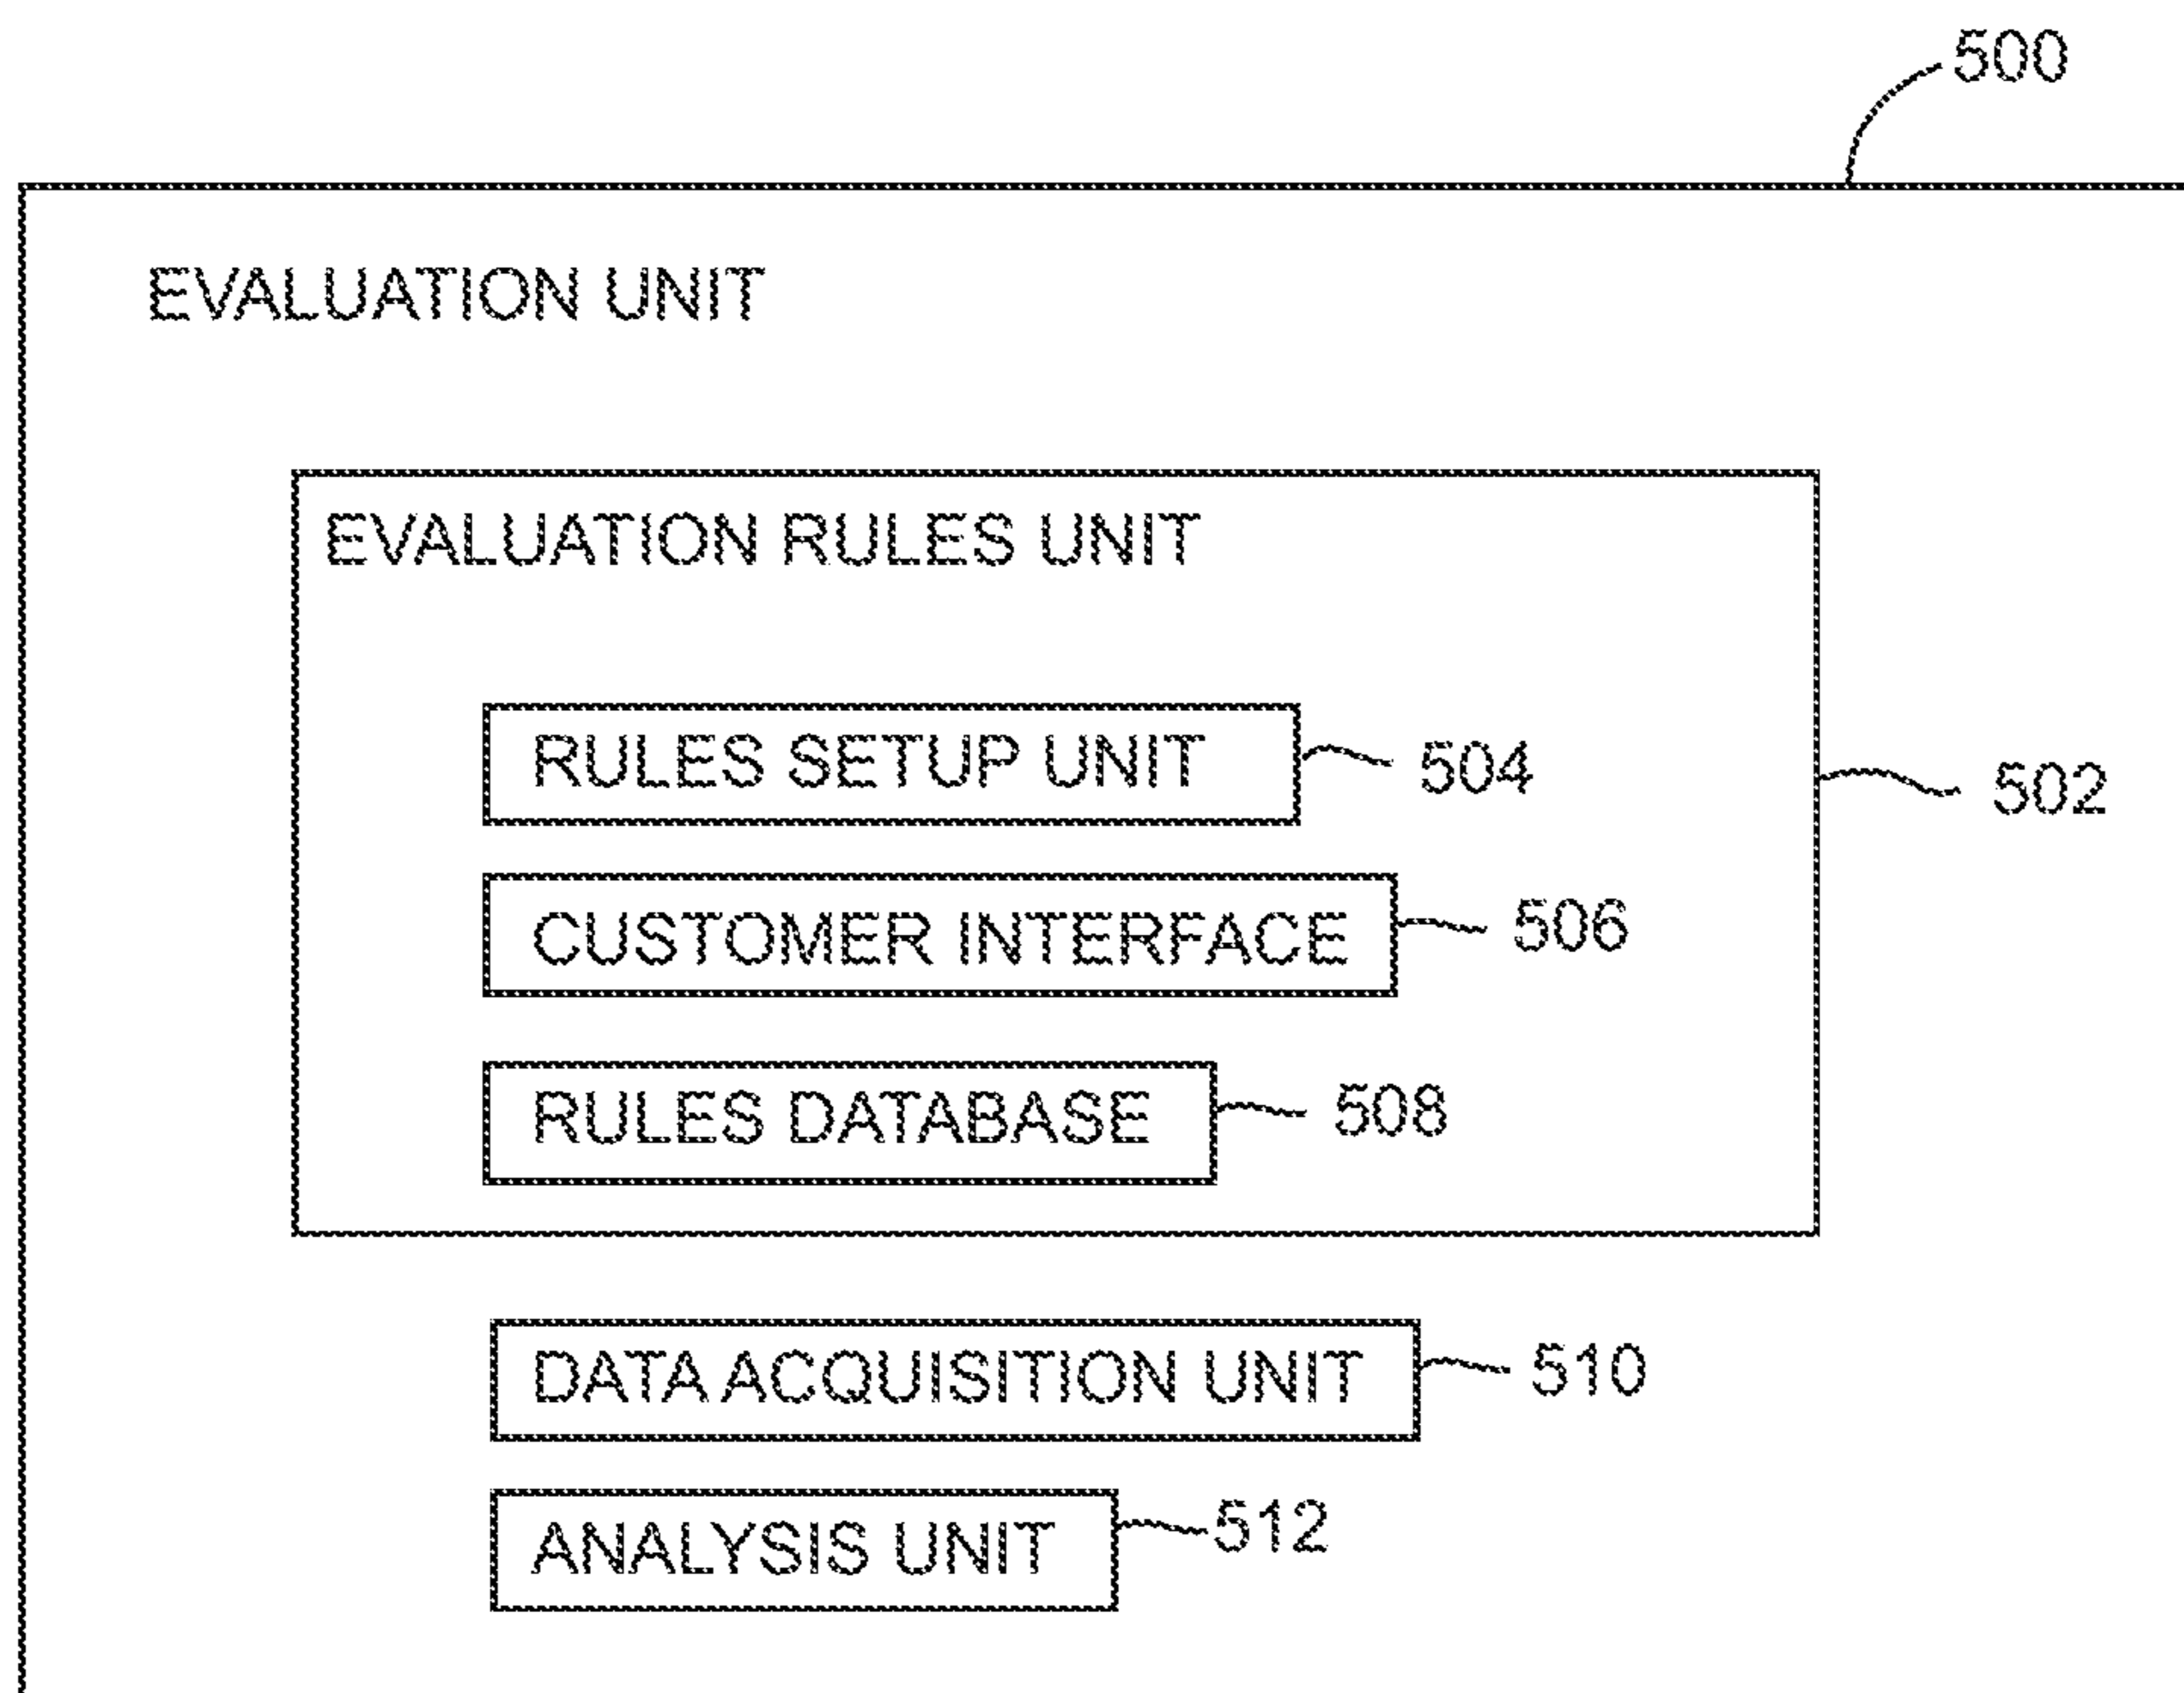 500
EVALUATION UNIT
EVALUATION RULES UNIT
RULES SETUP UNIT 504
502
CUSTOMER INTERFACE 506
RULES DATABASE 508
DATA ACQUISITION UNIT 510
ANALYSIS UNIT 512